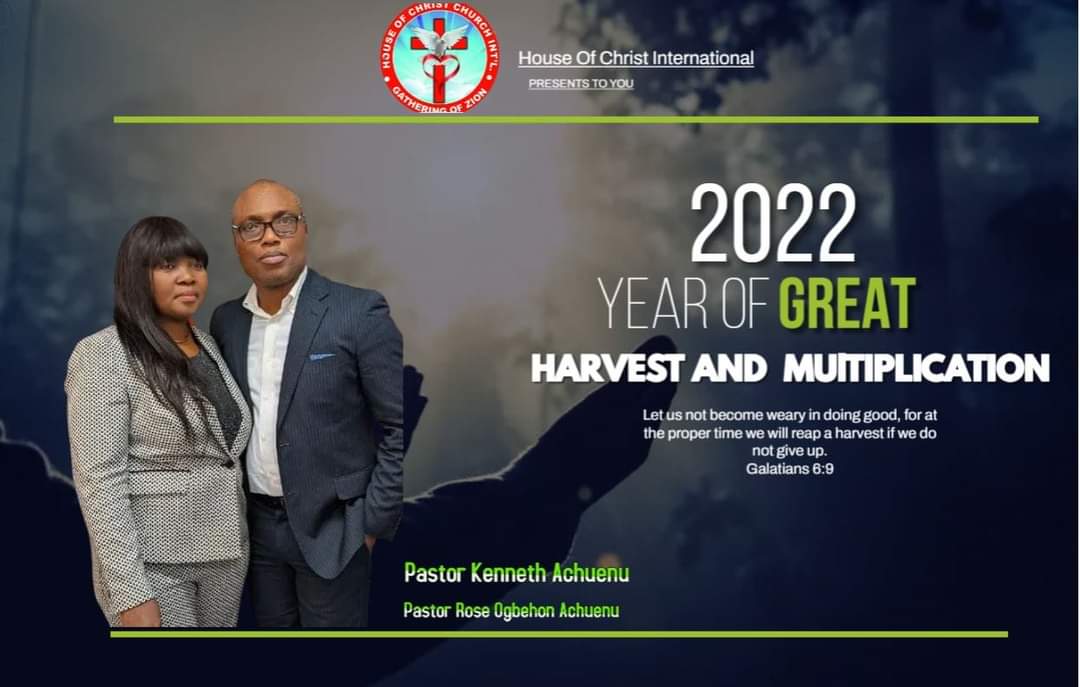 HOUSE OF CHRIST CHURCH INT'L.
GATHERING OF ZION
House Of Christ International
PRESENTS TO YOU
2022
YEAR OF GREAT
HARVEST AND MUlTIPLICATION
Let us not become weary in doing good, for at
the proper time we will reap a harvest if we do
not give up.
Galatians 6:9
Pastor Kenneth Achuenu
Pastor Rose Ogbehon Achuenu